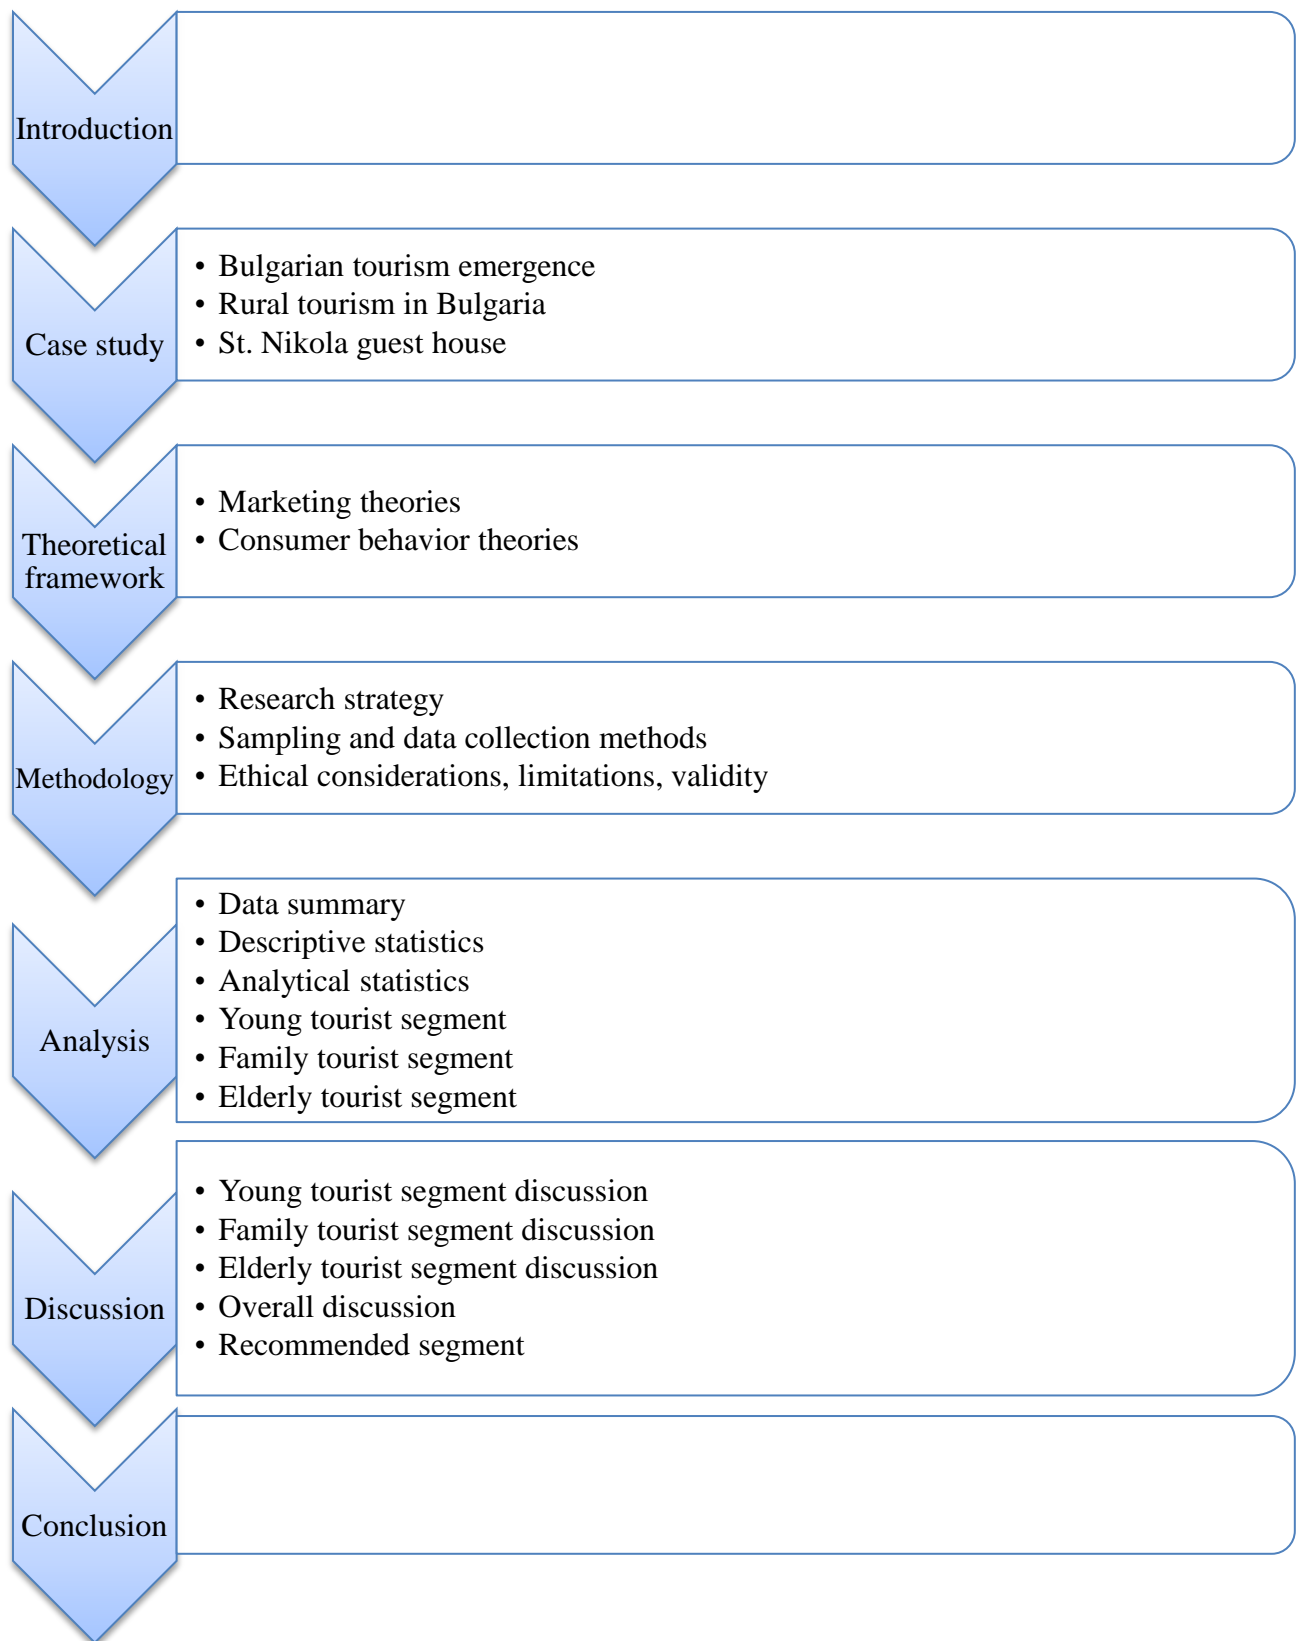 Introduction
Case study
• Bulgarian tourism emergence
• Rural tourism in Bulgaria
• St. Nikola guest house
Theoretical
framework
• Marketing theories
• Consumer behavior theories
Methodology
• Research strategy
• Sampling and data collection methods
• Ethical considerations, limitations, validity
Analysis
• Data summary
• Descriptive statistics
• Analytical statistics
• Young tourist segment
• Family tourist segment
• Elderly tourist segment
Discussion
• Young tourist segment discussion
• Family tourist segment discussion
• Elderly tourist segment discussion
• Overall discussion
• Recommended segment
Conclusion